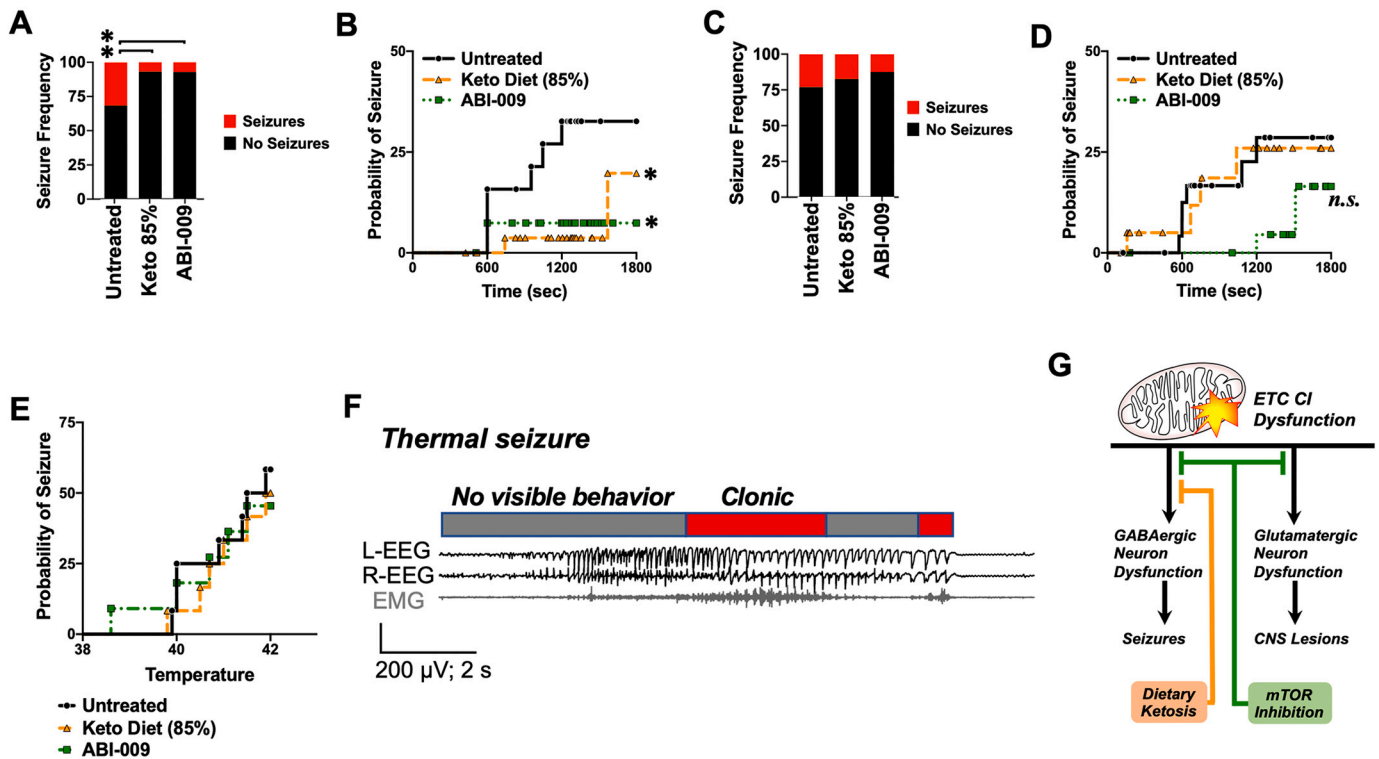 A
**
Seizure Frequency
100
75
50
25
0
Untreated
Keto 85%
ABI-009
Seizures
No Seizures
B
Probability of Seizure
50
25
0
0
600
1200
1800
Time (sec)
Untreated
Keto Diet (85%)
ABI-009
*
*
C
Seizure Frequency
100
75
50
25
0
Untreated
Keto 85%
ABI-009
Seizures
No Seizures
D
Probability of Seizure
50
25
0
0
600
1200
1800
Time (sec)
Untreated
Keto Diet (85%)
ABI-009
n.s.
E
Probability of Seizure
75
50
25
0
38
40
42
Temperature
Untreated
Keto Diet (85%)
ABI-009
F
Thermal seizure
No visible behavior
Clonic
L-EEG
R-EEG
EMG
200 µV; 2 s
G
ETC CI
Dysfunction
GABAergic
Neuron
Dysfunction
Glutamatergic
Neuron
Dysfunction
Seizures
CNS Lesions
Dietary
Ketosis
mTOR
Inhibition